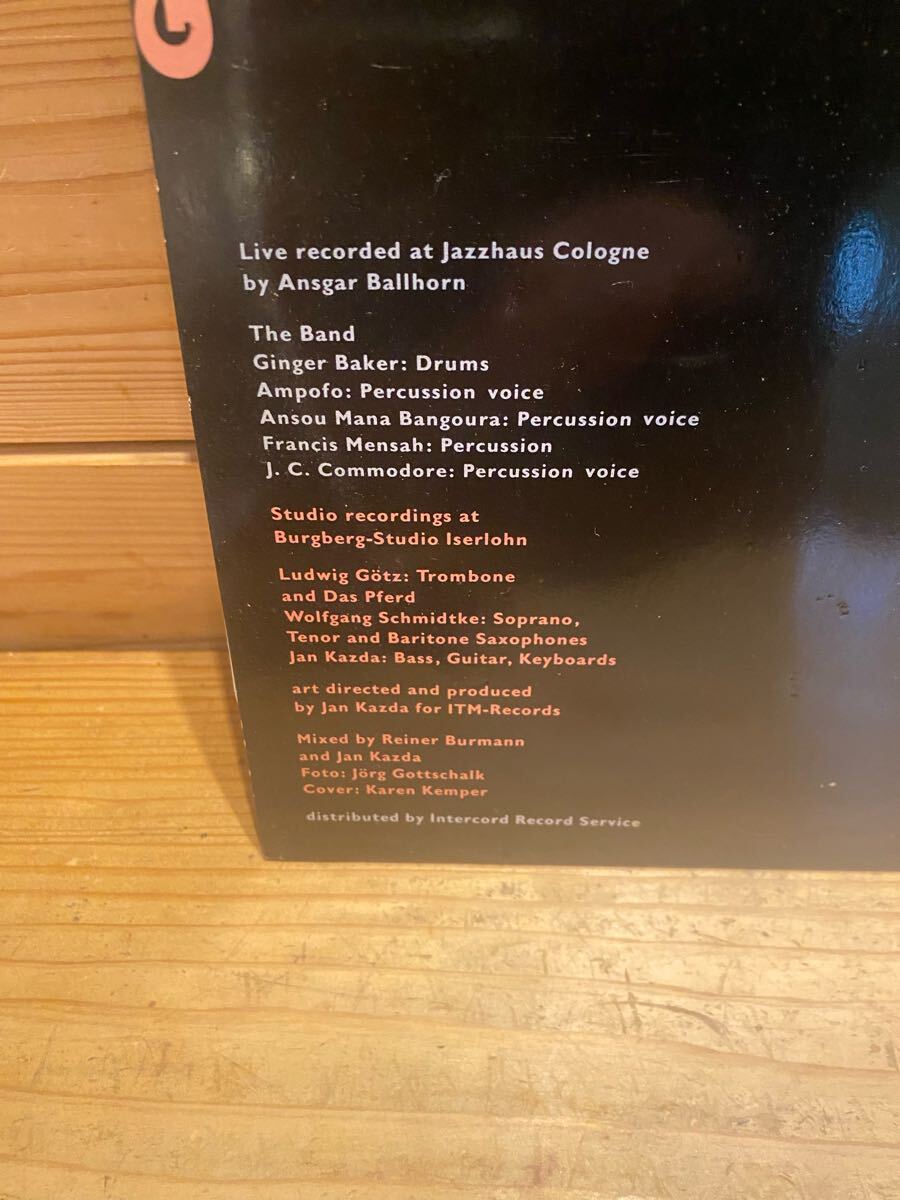 G
Live recorded at Jazzhaus Cologne
by Ansgar Ballhorn
The Band
Ginger Baker: Drums
Ampofo: Percussion voice
Ansou Mana Bangoura: Percussion voice
Francis Mensah: Percussion
J. C. Commodore: Percussion voice
Studio recordings at
Burgberg-Studio Iserlohn
Ludwig Götz: Trombone
and Das Pferd
Wolfgang Schmidtke: Soprano,
Tenor and Baritone Saxophones
Jan Kazda: Bass, Guitar, Keyboards
art directed and produced
by Jan Kazda for ITM-Records
Mixed by Reiner Burmann
and Jan Kazda
Foto: Jörg Gottschalk
Cover: Karen Kemper
distributed by Intercord Record Service